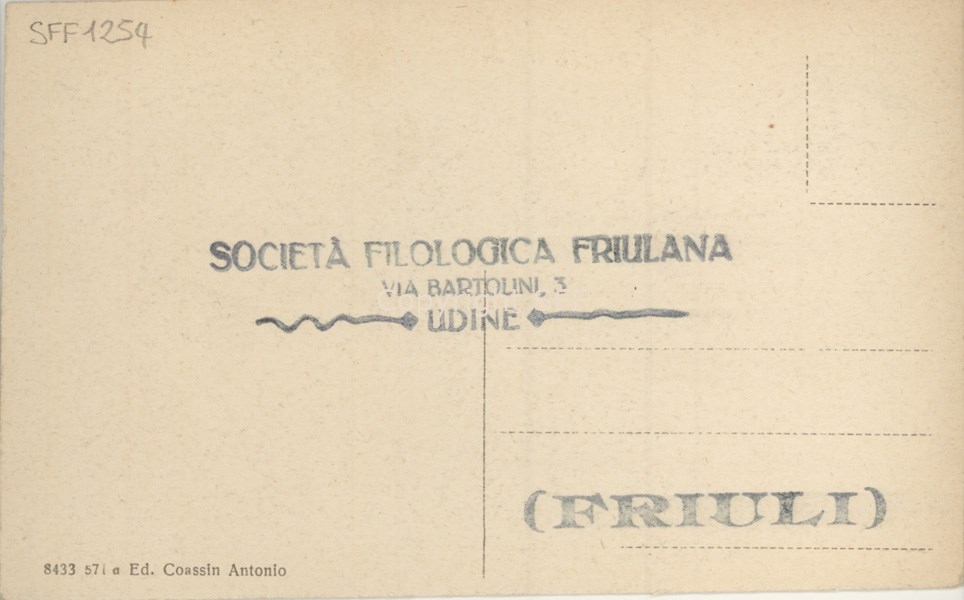 SFF1254
SOCIETÀ FILOLOGICA FRIULANA
VIA BARTOLINI, 3
UDINE
(FRIULI)
8433 571 a Ed. Coassin Antonio